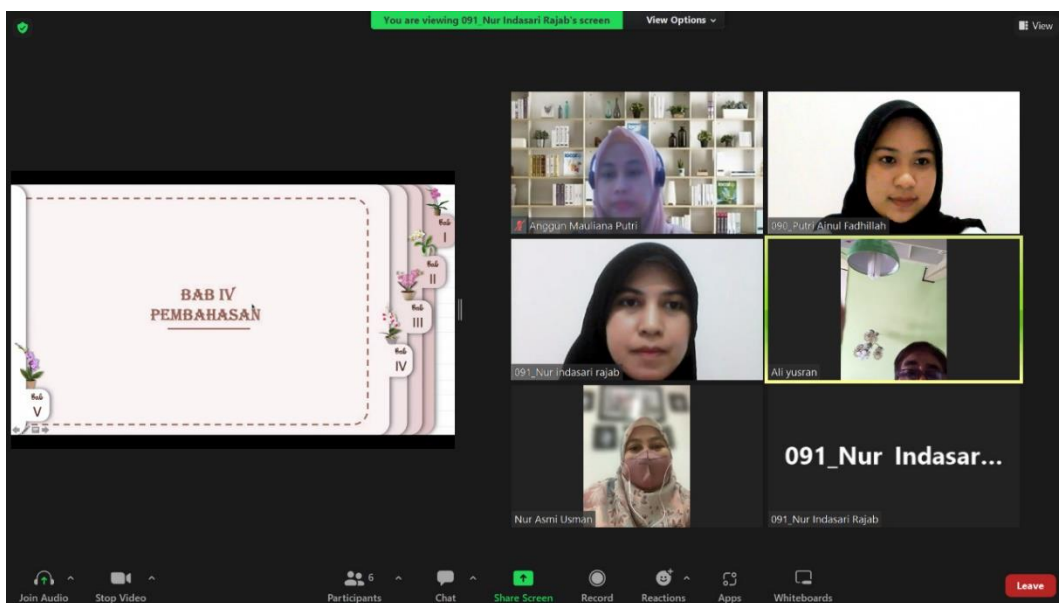 You are viewing 091_Nur Indasari Rajab's screen
View Options
View
BAB IV
PEMBAHASAN
Bab
I
Bab
II
Bab
III
Bab
IV
Bab
V
Anggun Mauliana Putri
090_Putri Ainul Fadhillah
091_Nur indasari rajab
Ali yusran
Nur Asmi Usman
091_Nur Indasar...
091_Nur Indasari Rajab
Join Audio
Stop Video
Participants
6
Chat
Share Screen
Record
Reactions
Apps
Whiteboards
Leave